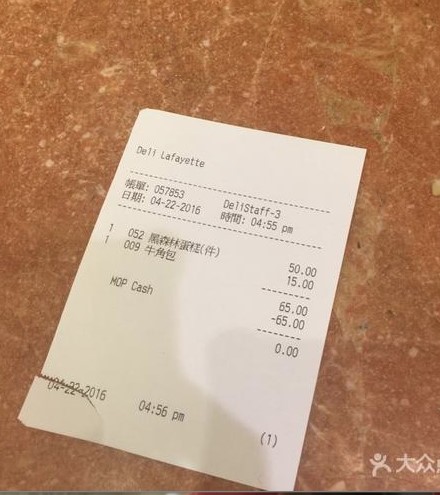 Deli Lafayette
帳單: 057853 DeliStaff-3
日期: 04-22-2016 時間: 04:55 pm
1 052 黑森林蛋糕(件) 50.00
1 009 牛角包 15.00
65.00
MOP Cash -65.00
0.00
04-22-2016 04:56 pm (1)
大众点